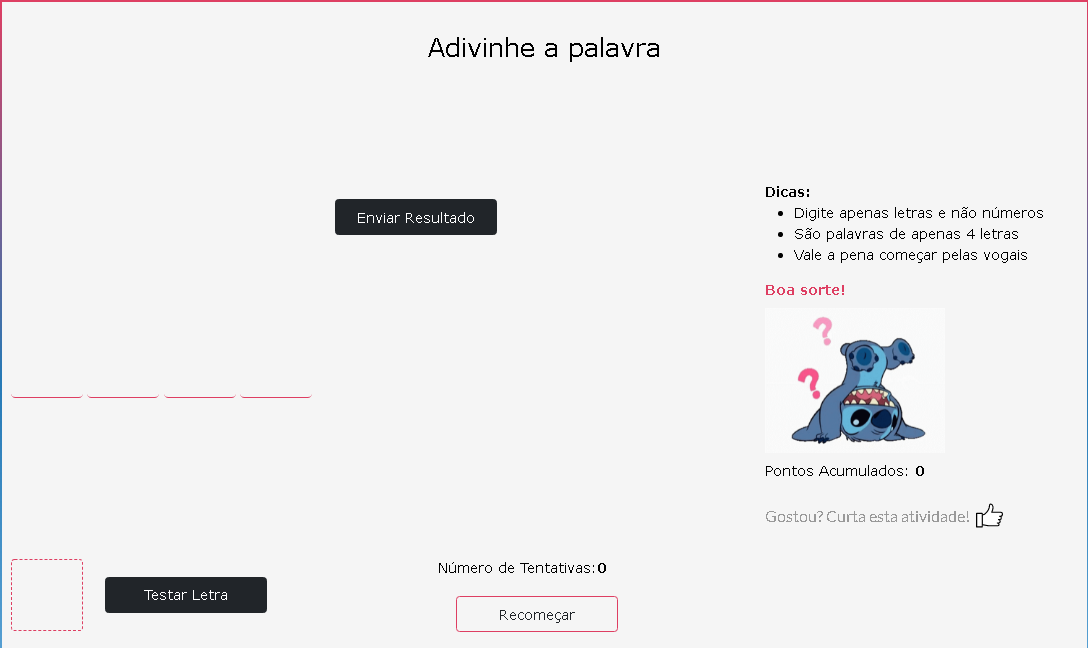 Adivinhe a palavra
Enviar Resultado
Dicas:
Digite apenas letras e não números
São palavras de apenas 4 letras
Vale a pena começar pelas vogais
Boa sorte!
? ?
Pontos Acumulados: 0
Gostou? Curta esta atividade!
Número de Tentativas:0
Testar Letra
Recomeçar